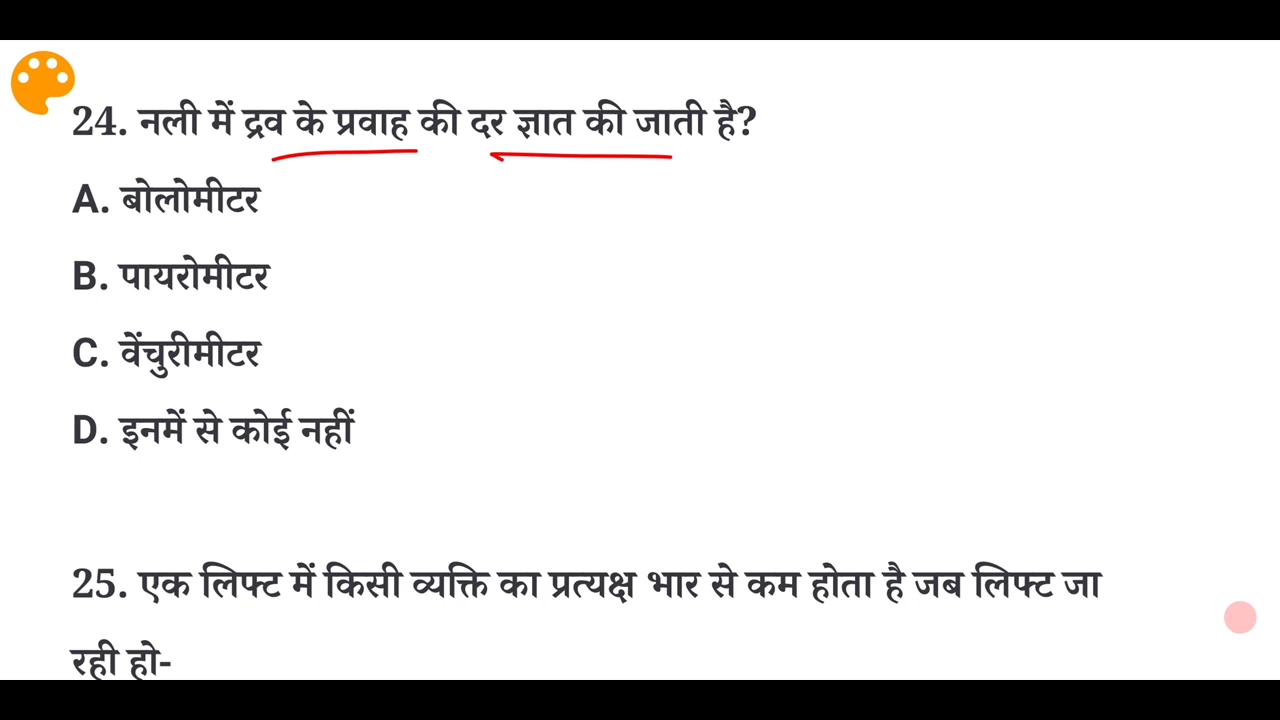 24. नली में द्रव के प्रवाह की दर ज्ञात की जाती है?
A. बोलोमीटर
B. पायरोमीटर
C. वेंचुरीमीटर
D. इनमें से कोई नहीं
25. एक लिफ्ट में किसी व्यक्ति का प्रत्यक्ष भार से कम होता है जब लिफ्ट जा
रही हो-